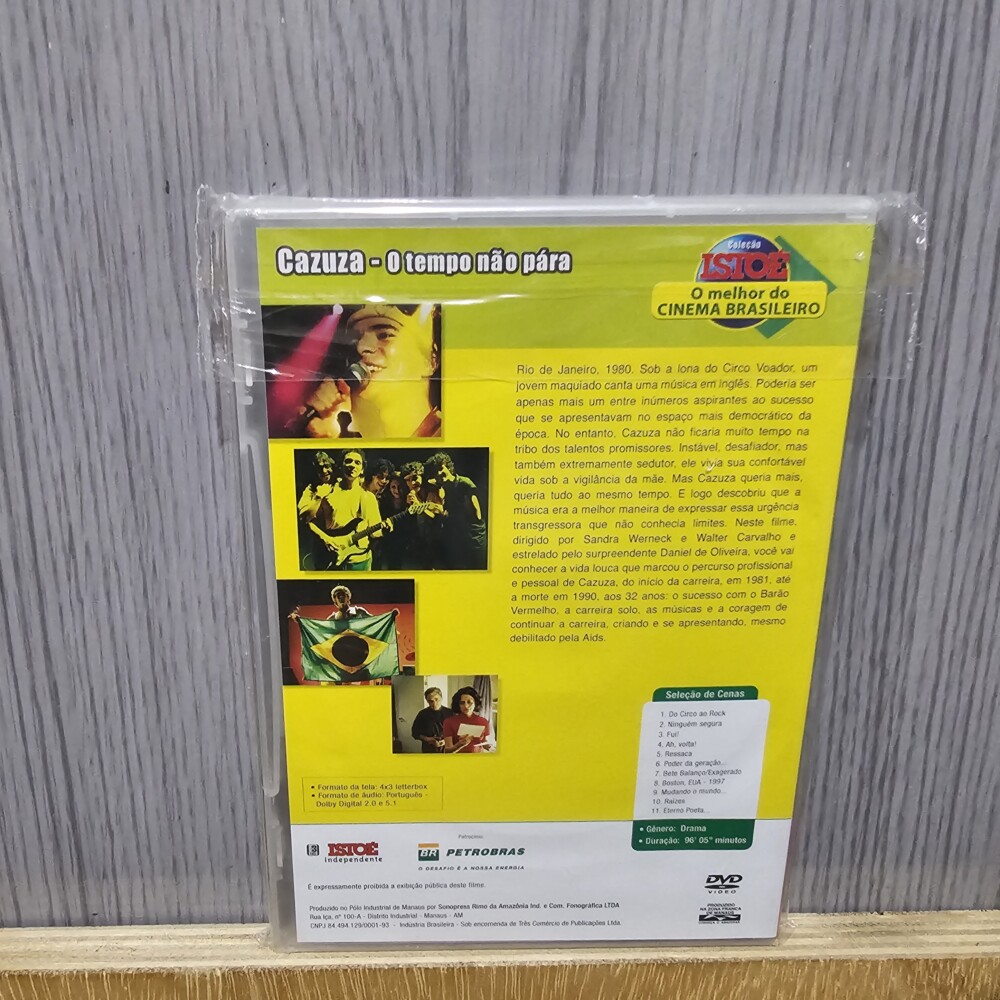 Cazuza - O tempo não pára
Coleção
ISTOÉ
O melhor do
CINEMA BRASILEIRO
Rio de Janeiro, 1980. Sob a lona do Circo Voador, um
jovem maquiado canta uma música em inglês. Poderia ser
apenas mais um entre inúmeros aspirantes ao sucesso
que se apresentavam no espaço mais democrático da
época. No entanto, Cazuza não ficaria muito tempo na
tribo dos talentos promissores. Instável, desafiador, mas
também extremamente sedutor, ele vivia sua confortável
vida sob a vigilância da mãe. Mas Cazuza queria mais,
queria tudo ao mesmo tempo. E logo descobriu que a
música era a melhor maneira de expressar essa urgência
transgressora que não conhecia limites. Neste filme,
dirigido por Sandra Werneck e Walter Carvalho e
estrelado pelo surpreendente Daniel de Oliveira, você vai
conhecer a vida louca que marcou o percurso profissional
e pessoal de Cazuza, do início da carreira, em 1981, até
a morte em 1990, aos 32 anos: o sucesso com o Barão
Vermelho, a carreira solo, as músicas e a coragem de
continuar a carreira, criando e se apresentando, mesmo
debilitado pela Aids.
Seleção de Cenas
1. Do Circo ao Rock
2. Ninguém segura
3. Fui!
4. Ah, volta!
5. Ressaca
6. Poder da geração...
7. Bete Balanço/Exagerado
8. Boston, EUA - 1997
9. Mudando o mundo...
10. Raízes
11. Eterno Poeta...
• Gênero: Drama
• Duração: 96' 05" minutos
• Formato da tela: 4x3 letterbox
• Formato de áudio: Português -
Dolby Digital 2.0 e 5.1
ISTOÉ
independente
Patrocínio:
BR PETROBRAS
O DESAFIO É A NOSSA ENERGIA
É expressamente proibida a exibição pública deste filme.
Produzido no Pólo Industrial de Manaus por Sonopress Rimo da Amazônia Ind. e Com. Fonográfica LTDA
Rua Iça, nº 100-A - Distrito Industrial - Manaus - AM
CNPJ 84.494.129/0001-93 - Indústria Brasileira - Sob encomenda de Três Comércio de Publicações Ltda.
DVD
VIDEO
PRODUZIDO
NA ZONA FRANCA
DE MANAUS